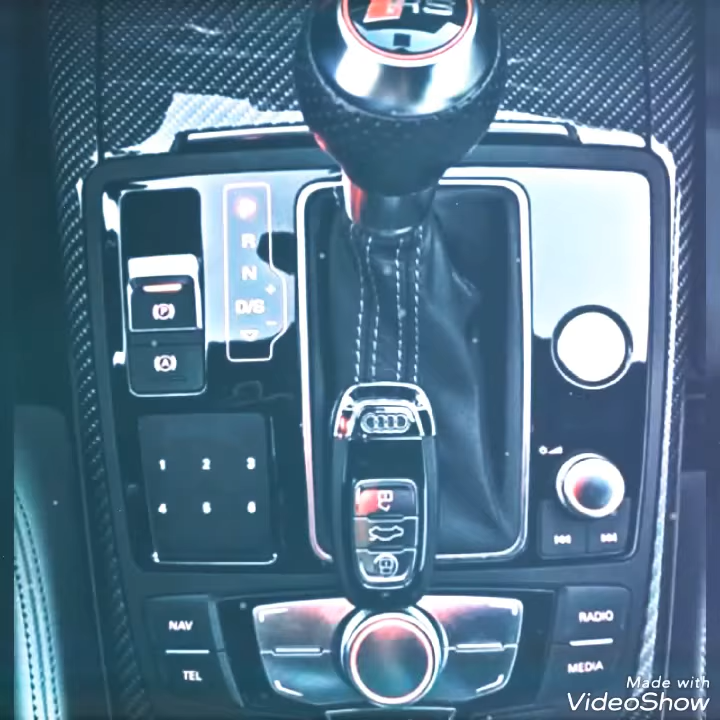 RS
P
R
N
D/S
+
-
(P)
(A)
1 2 3
4 5 6
NAV
TEL
RADIO
MEDIA
Made with
VideoShow